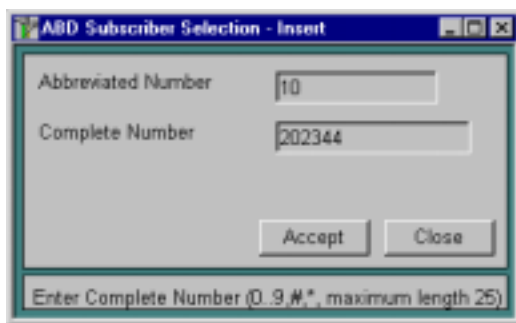 ABD Subscriber Selection - Insert
Abbreviated Number 10
Complete Number 202344
Accept Close
Enter Complete Number (0..9,#,*, maximum length 25)